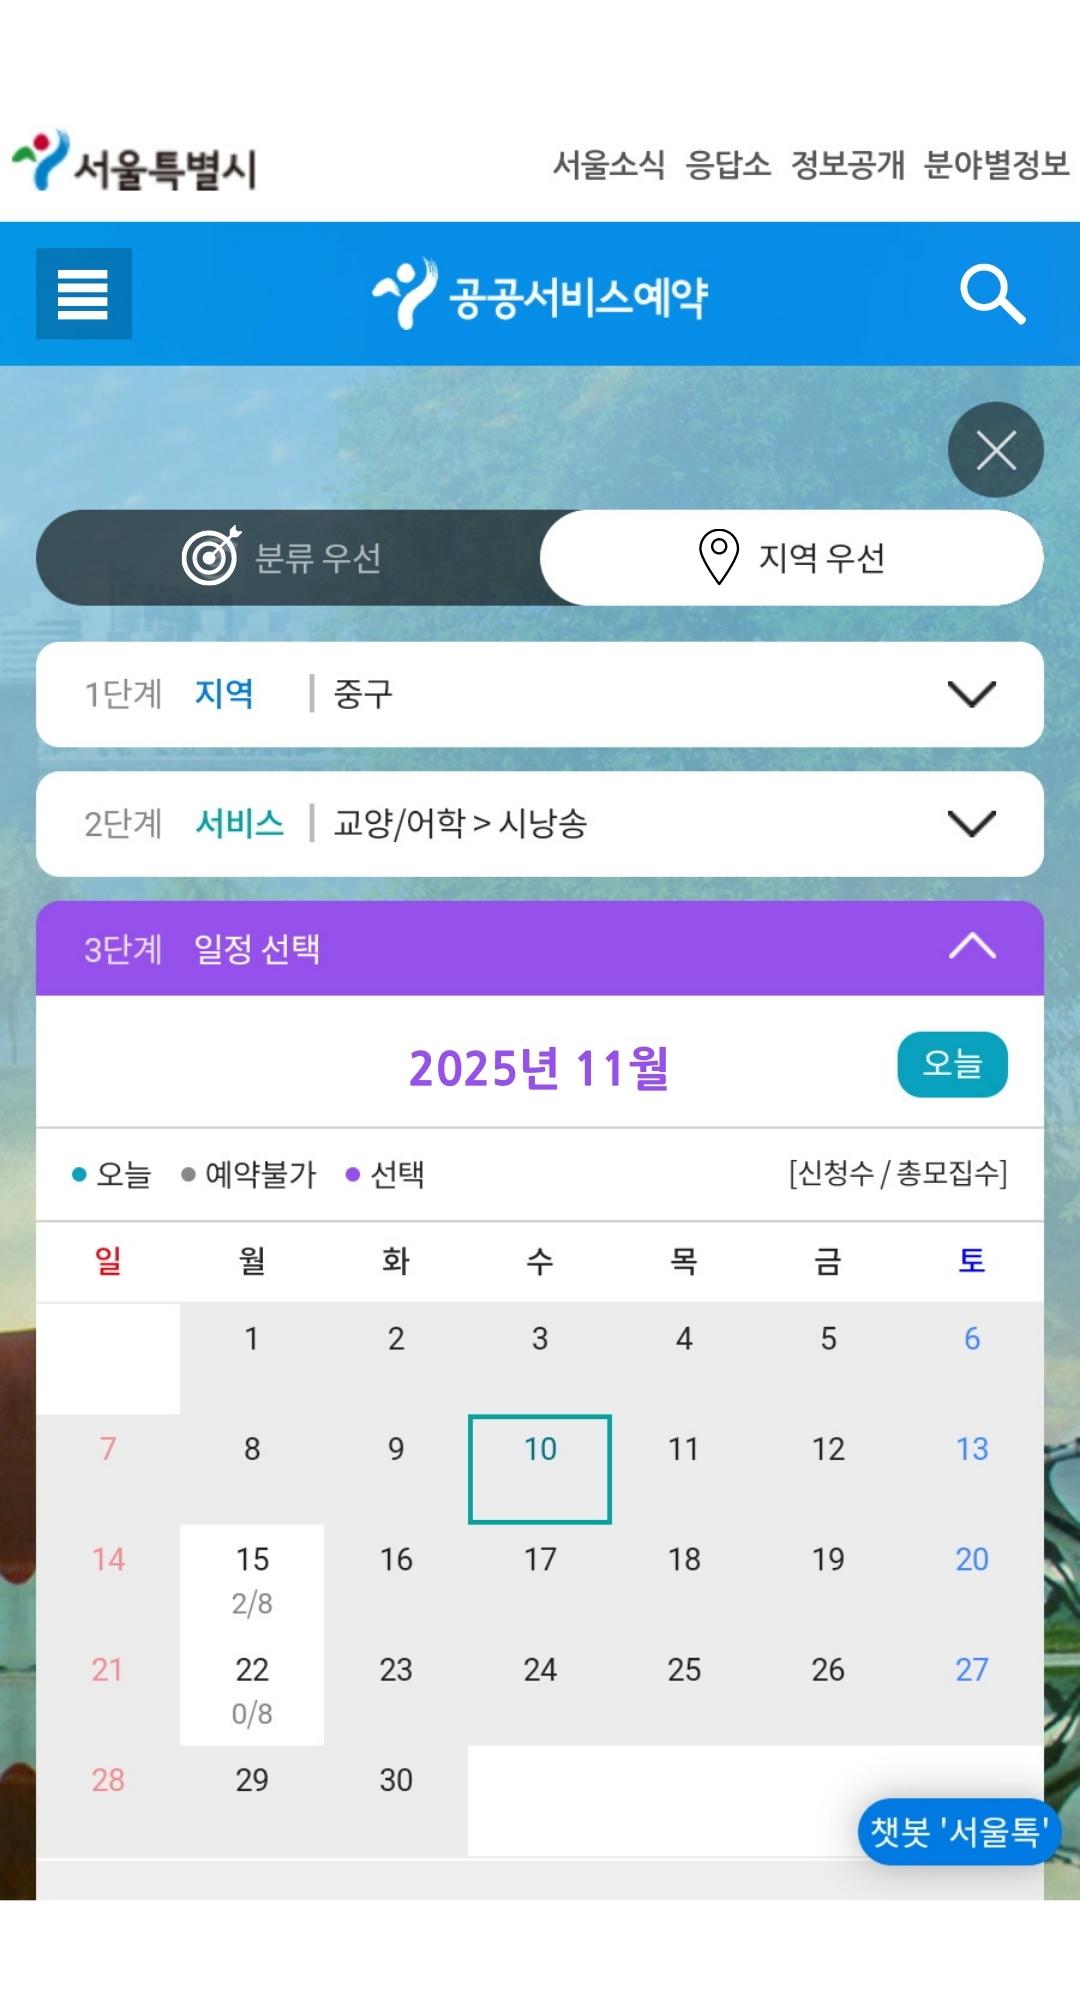 서울특별시
서울소식 응답소 정보공개 분야별정보
공공서비스예약
분류 우선
지역 우선
1단계 지역 | 중구
2단계 서비스 | 교양/어학 > 시낭송
3단계 일정 선택
2025년 11월
오늘
오늘 예약불가 선택 [신청수 / 총모집수]
일 월 화 수 목 금 토
1 2 3 4 5 6
7 8 9 10 11 12 13
14 15 16 17 18 19 20
2/8
21 22 23 24 25 26 27
0/8
28 29 30
챗봇 '서울톡'